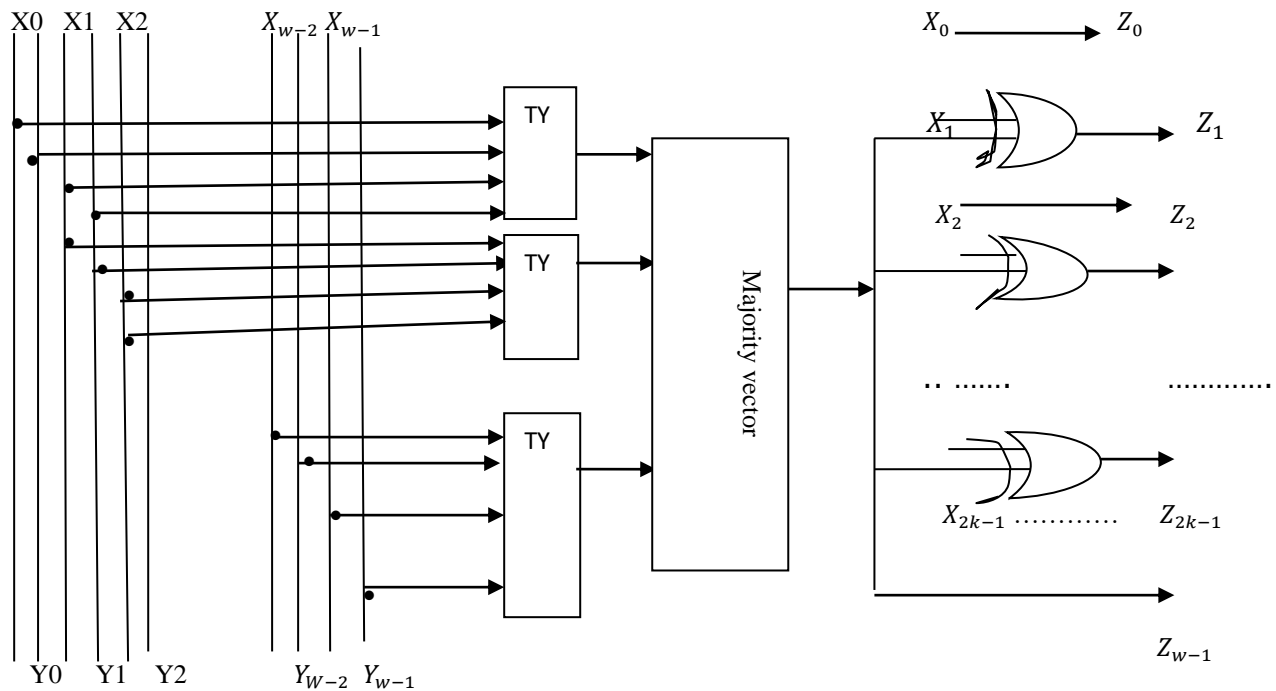 X0 X1 X2 $X_{w-2}$ $X_{w-1}$
$X_0$ $Z_0$
TY
$X_1$ $Z_1$
$X_2$ $Z_2$
TY
Majority vector
.. ....... .............
TY
$X_{2k-1}$ ............ $Z_{2k-1}$
$Z_{w-1}$
Y0 Y1 Y2 $Y_{W-2}$ $Y_{w-1}$